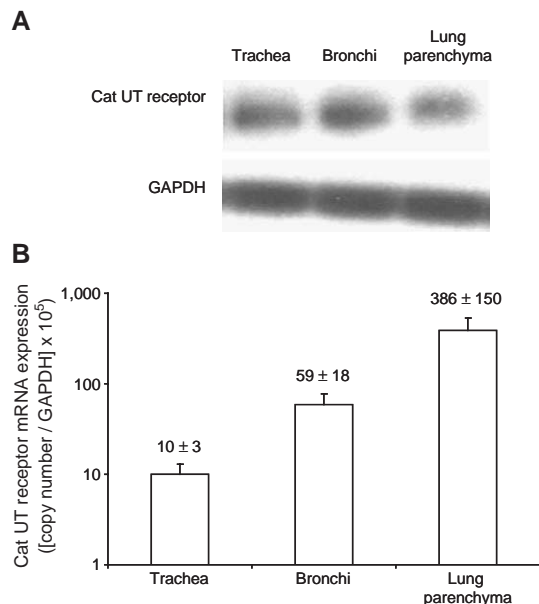 A
Trachea Bronchi Lung
parenchyma
Cat UT receptor
GAPDH
B
Cat UT receptor mRNA expression
([copy number / GAPDH] x 10⁵)
1,000
100
10
1
10 ± 3
59 ± 18
386 ± 150
Trachea Bronchi Lung
parenchyma